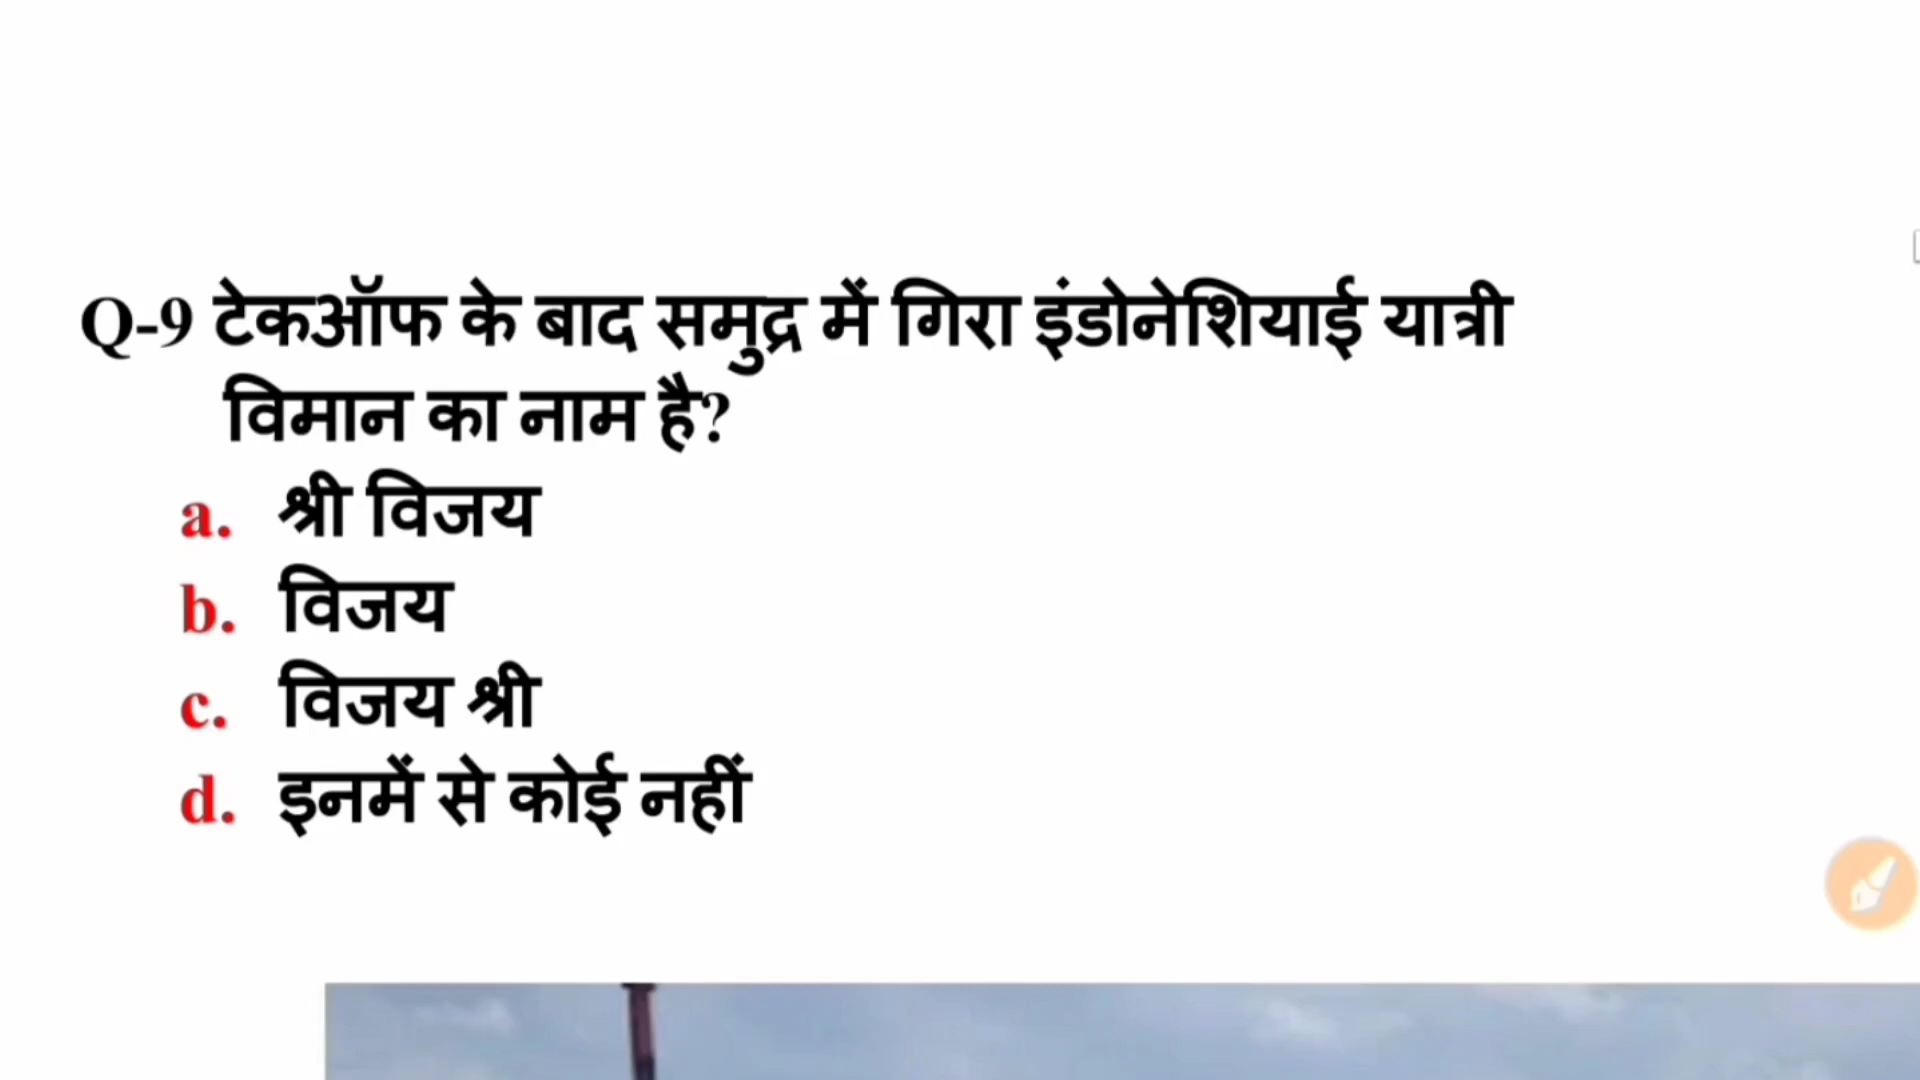 Q-9 टेकऑफ के बाद समुद्र में गिरा इंडोनेशियाई यात्री
विमान का नाम है?
a. श्री विजय
b. विजय
c. विजय श्री
d. इनमें से कोई नहीं